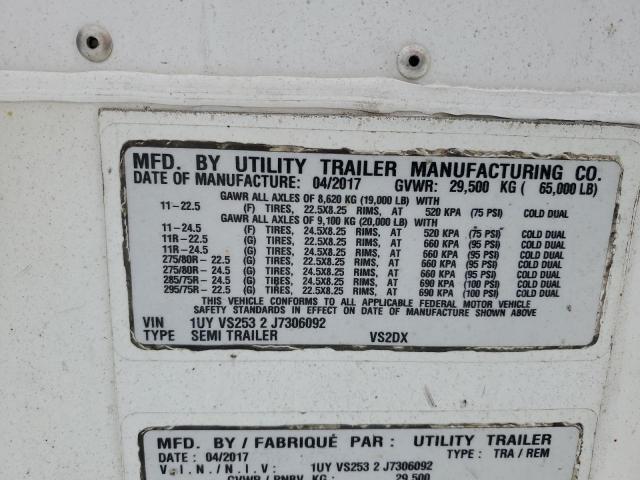 MFD. BY UTILITY TRAILER MANUFACTURING CO.
DATE OF MANUFACTURE: 04/2017 GVWR: 29,500 KG ( 65,000 LB)
GAWR ALL AXLES OF 8,620 KG (19,000 LB) WITH
11-22.5 (F) TIRES, 22.5X8.25 RIMS, AT 520 KPA (75 PSI) COLD DUAL
GAWR ALL AXLES OF 9,100 KG (20,000 LB) WITH
11-24.5 (F) TIRES, 24.5X8.25 RIMS, AT 520 KPA (75 PSI) COLD DUAL
11R-22.5 (G) TIRES, 22.5X8.25 RIMS, AT 660 KPA (95 PSI) COLD DUAL
11R-24.5 (G) TIRES, 24.5X8.25 RIMS, AT 660 KPA (95 PSI) COLD DUAL
275/80R-22.5 (G) TIRES, 22.5X8.25 RIMS, AT 660 KPA (95 PSI) COLD DUAL
275/80R-24.5 (G) TIRES, 24.5X8.25 RIMS, AT 660 KPA (95 PSI) COLD DUAL
285/75R-24.5 (G) TIRES, 24.5X8.25 RIMS, AT 690 KPA (100 PSI) COLD DUAL
295/75R-22.5 (G) TIRES, 22.5X8.25 RIMS, AT 690 KPA (100 PSI) COLD DUAL
THIS VEHICLE CONFORMS TO ALL APPLICABLE FEDERAL MOTOR VEHICLE
SAFETY STANDARDS IN EFFECT ON DATE OF MANUFACTURE SHOWN ABOVE
VIN 1UY VS253 2 J7306092
TYPE SEMI TRAILER VS2DX
MFD. BY / FABRIQUÉ PAR: UTILITY TRAILER
DATE: 04/2017 TYPE: TRA / REM
V.I.N. / N.I.V: 1UY VS253 2 J7306092
GVWR / PNBV KG: 29,500